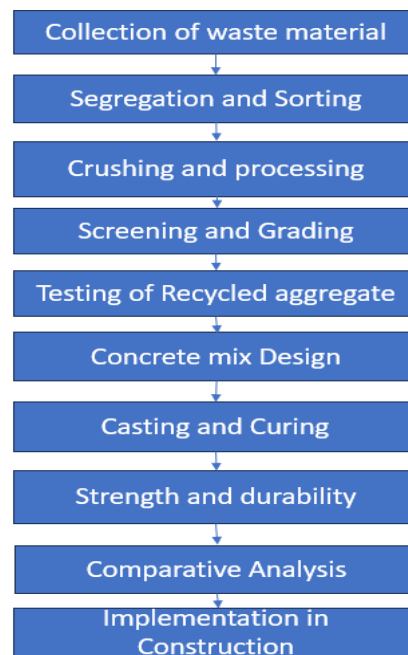 Collection of waste material
Segregation and Sorting
Crushing and processing
Screening and Grading
Testing of Recycled aggregate
Concrete mix Design
Casting and Curing
Strength and durability
Comparative Analysis
Implementation in
Construction